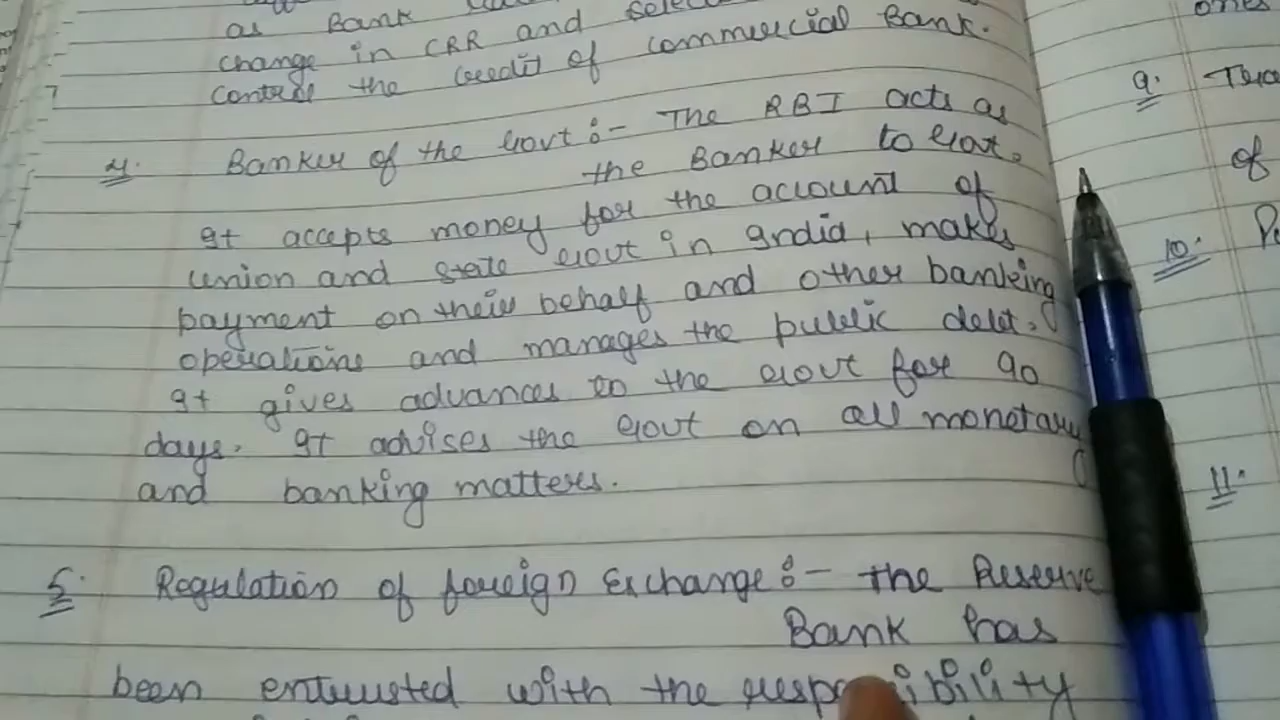 as Bank
change in CRR and
control the credit of commercial Bank.
4. Banker of the Govt :- The RBI acts as
the Banker to Govt.
It accepts money for the account of
union and state Govt in India, makes
payment on their behalf and other banking
operations and manages the public debt.
It gives advances to the Govt for 90
days. It advises the Govt on all monetary
and banking matters.
5. Regulation of foreign Exchange :- The Reserve
Bank has
been entrusted with the responsibility
9.
of
10.
11.